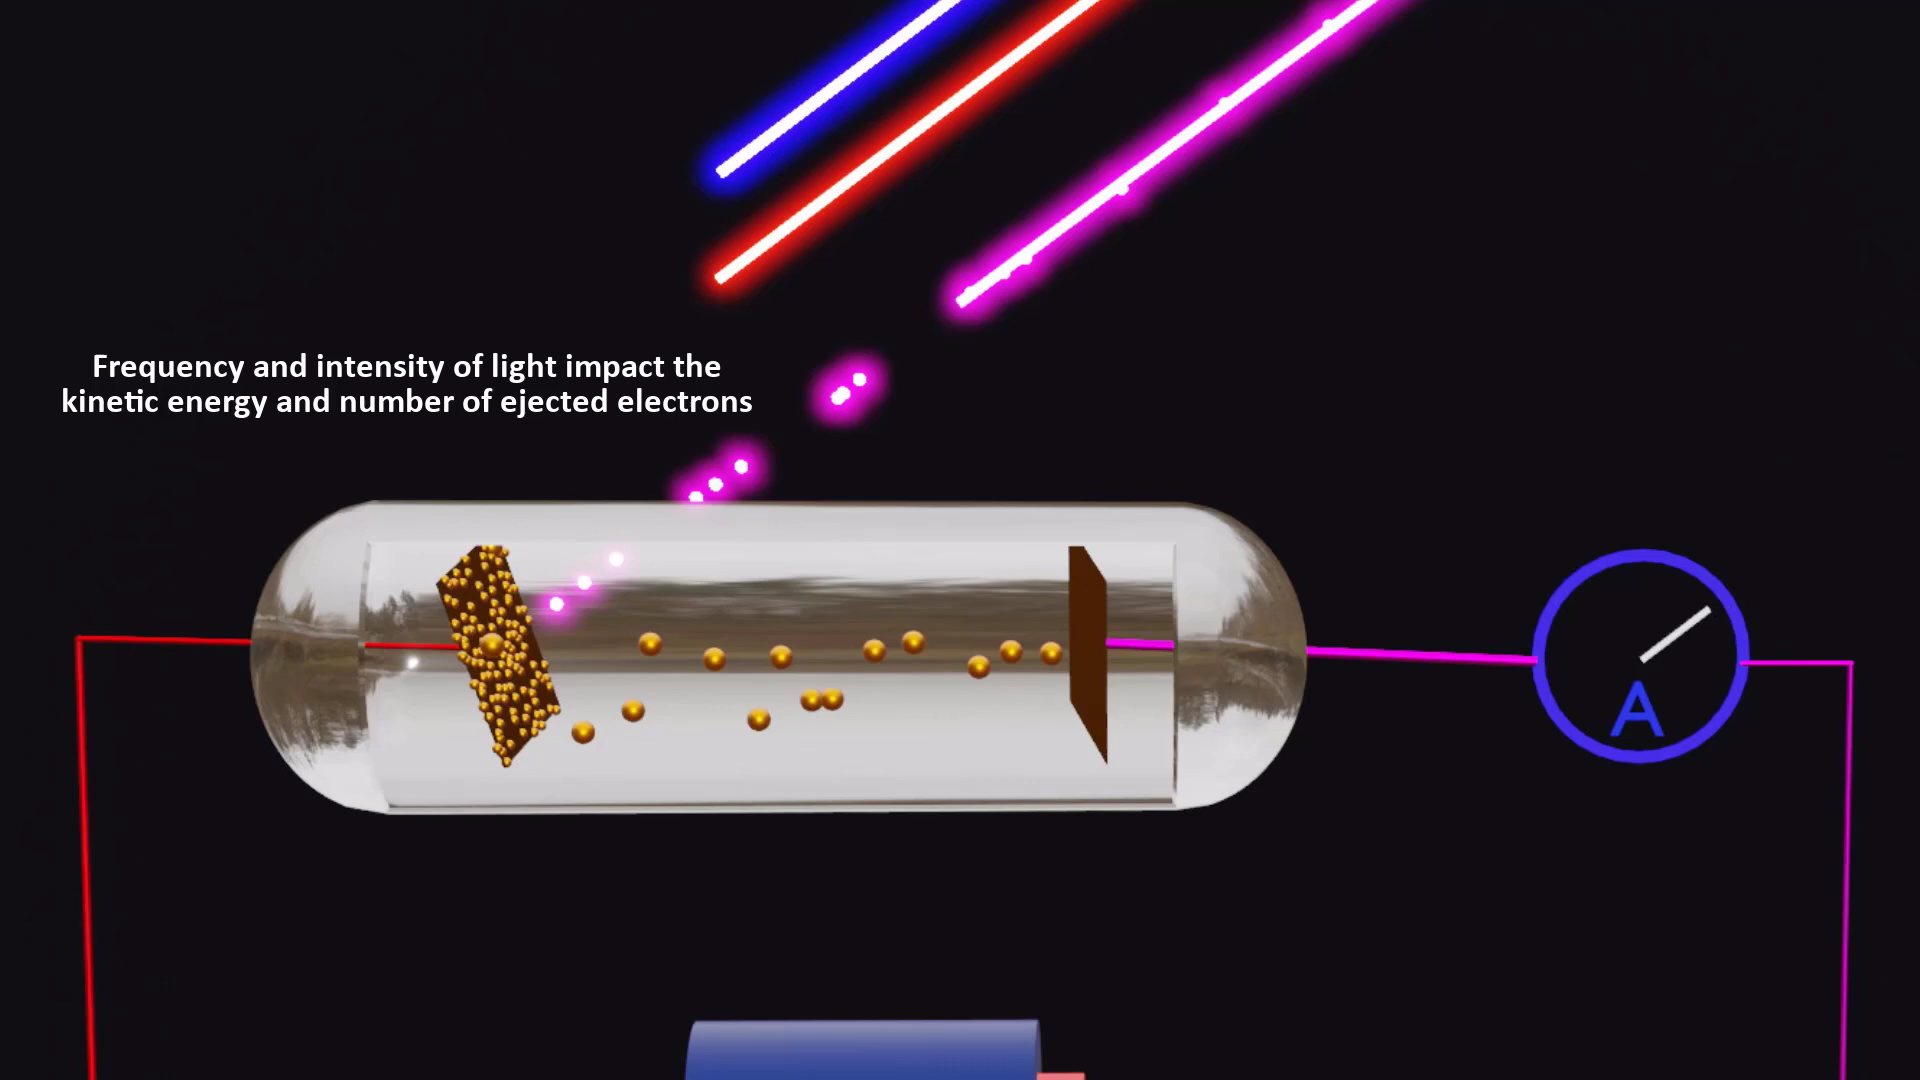 Frequency and intensity of light impact the
kinetic energy and number of ejected electrons
A